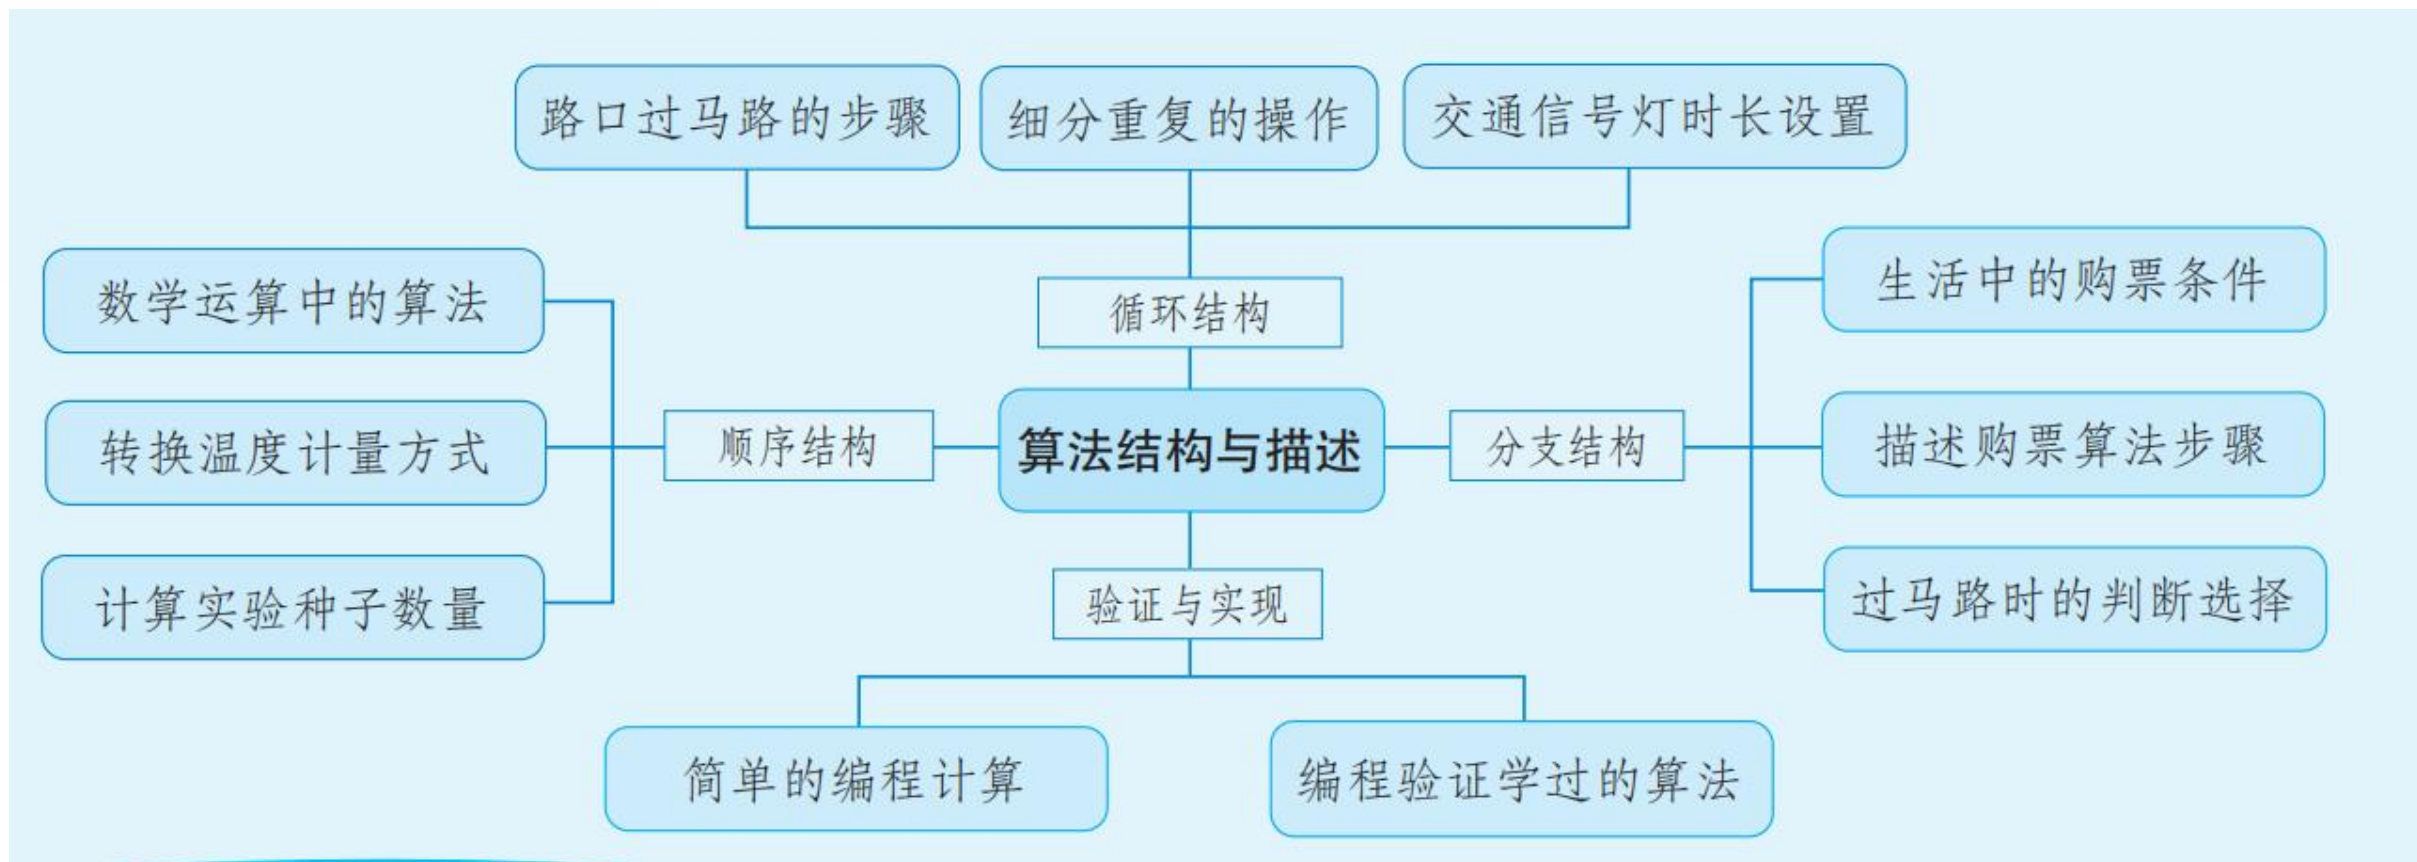 路口过马路的步骤
细分重复的操作
交通信号灯时长设置
数学运算中的算法
循环结构
生活中的购票条件
转换温度计量方式
顺序结构
算法结构与描述
分支结构
描述购票算法步骤
计算实验种子数量
验证与实现
过马路时的判断选择
简单的编程计算
编程验证学过的算法